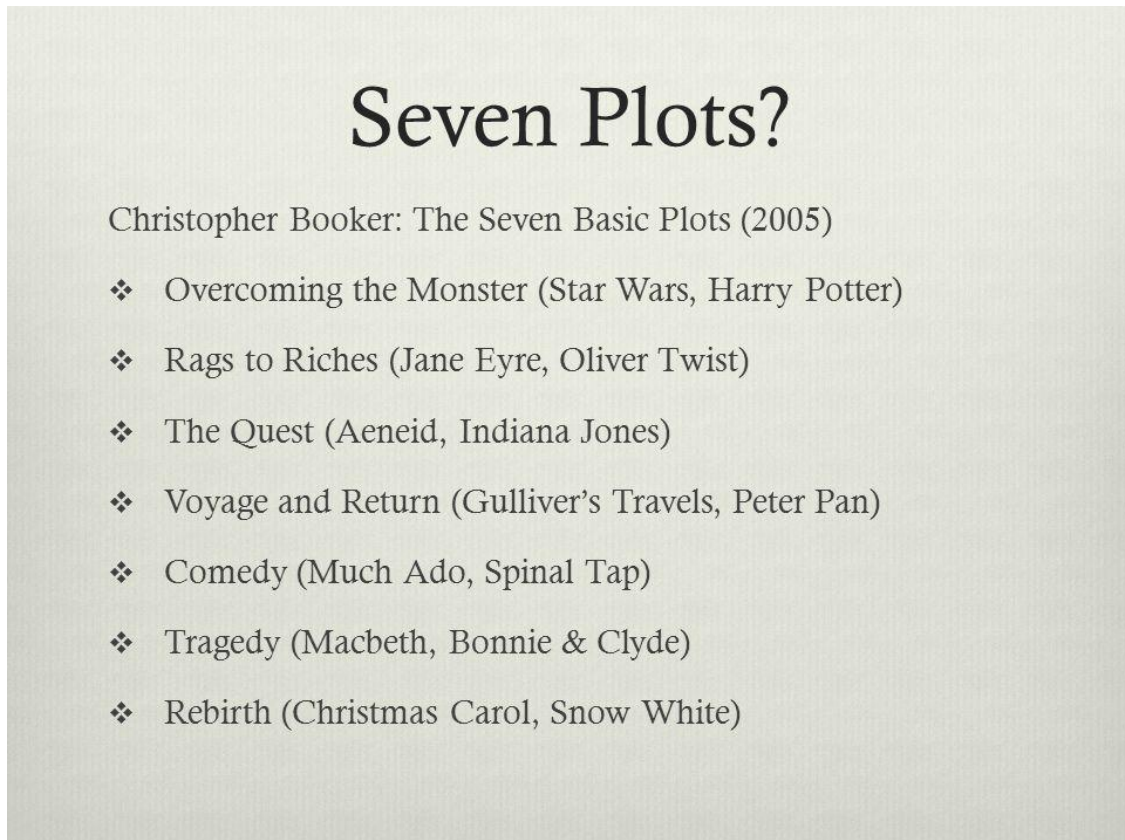 Seven Plots?
Christopher Booker: The Seven Basic Plots (2005)
❖ Overcoming the Monster (Star Wars, Harry Potter)
❖ Rags to Riches (Jane Eyre, Oliver Twist)
❖ The Quest (Aeneid, Indiana Jones)
❖ Voyage and Return (Gulliver’s Travels, Peter Pan)
❖ Comedy (Much Ado, Spinal Tap)
❖ Tragedy (Macbeth, Bonnie & Clyde)
❖ Rebirth (Christmas Carol, Snow White)